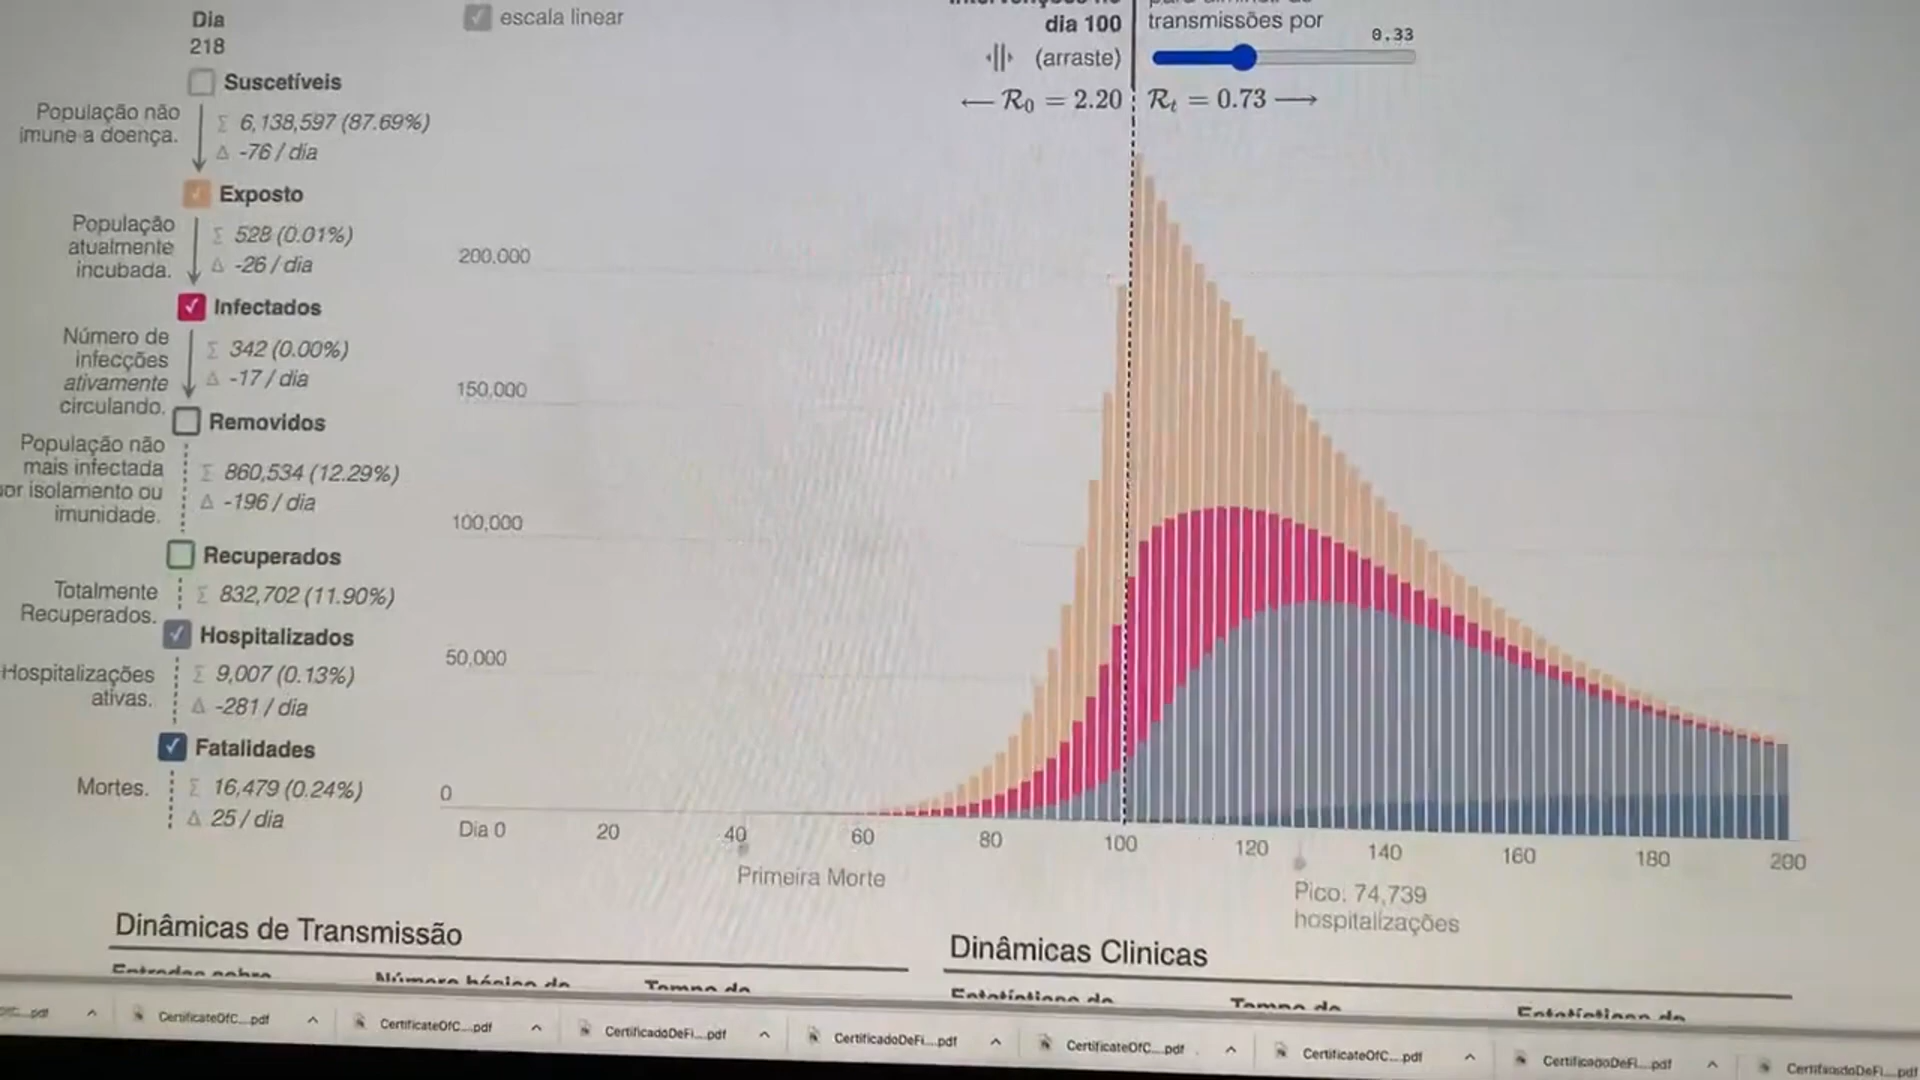 Dia
218
escala linear
dia 100
(arraste)
transmissões por
0.33
← R₀ = 2.20
Rₜ = 0.73 →
Suscetíveis
População não
imune a doença.
Σ 6,138,597 (87.69%)
Δ -76 / dia
Exposto
População
atualmente
incubada.
Σ 528 (0.01%)
Δ -26 / dia
Infectados
Número de
infecções
ativamente
circulando.
Σ 342 (0.00%)
Δ -17 / dia
Removidos
População não
mais infectada
por isolamento ou
imunidade.
Σ 860,534 (12.29%)
Δ -196 / dia
Recuperados
Totalmente
Recuperados.
Σ 832,702 (11.90%)
Hospitalizados
Hospitalizações
ativas.
Σ 9,007 (0.13%)
Δ -281 / dia
Fatalidades
Mortes.
Σ 16,479 (0.24%)
Δ 25 / dia
200,000
150,000
100,000
50,000
0
Dia 0 20 40 60 80 100 120 140 160 180 200
Primeira Morte
Pico: 74,739
hospitalizações
Dinâmicas de Transmissão
Dinâmicas Clinicas
CertificateOfC....pdf
CertificateOfC....pdf
CertificadoDeFi....pdf
CertificadoDeFi....pdf
CertificateOfC....pdf
CertificateOfC....pdf
CertificadoDeFi....pdf
CertificadoDeFi....pdf